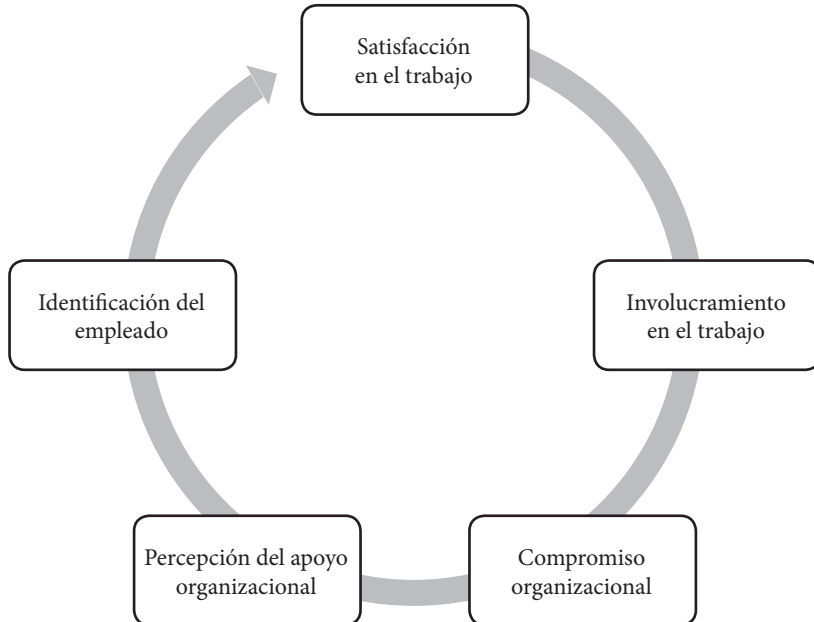 Satisfacción
en el trabajo
Involucramiento
en el trabajo
Compromiso
organizacional
Percepción del apoyo
organizacional
Identificación del
empleado